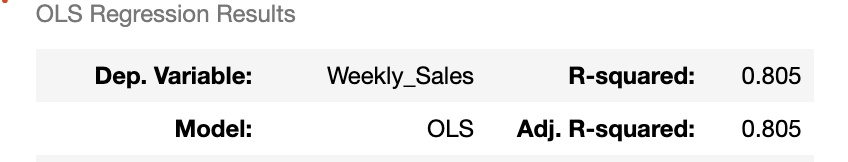 OLS Regression Results
Dep. Variable: Weekly_Sales R-squared: 0.805
Model: OLS Adj. R-squared: 0.805